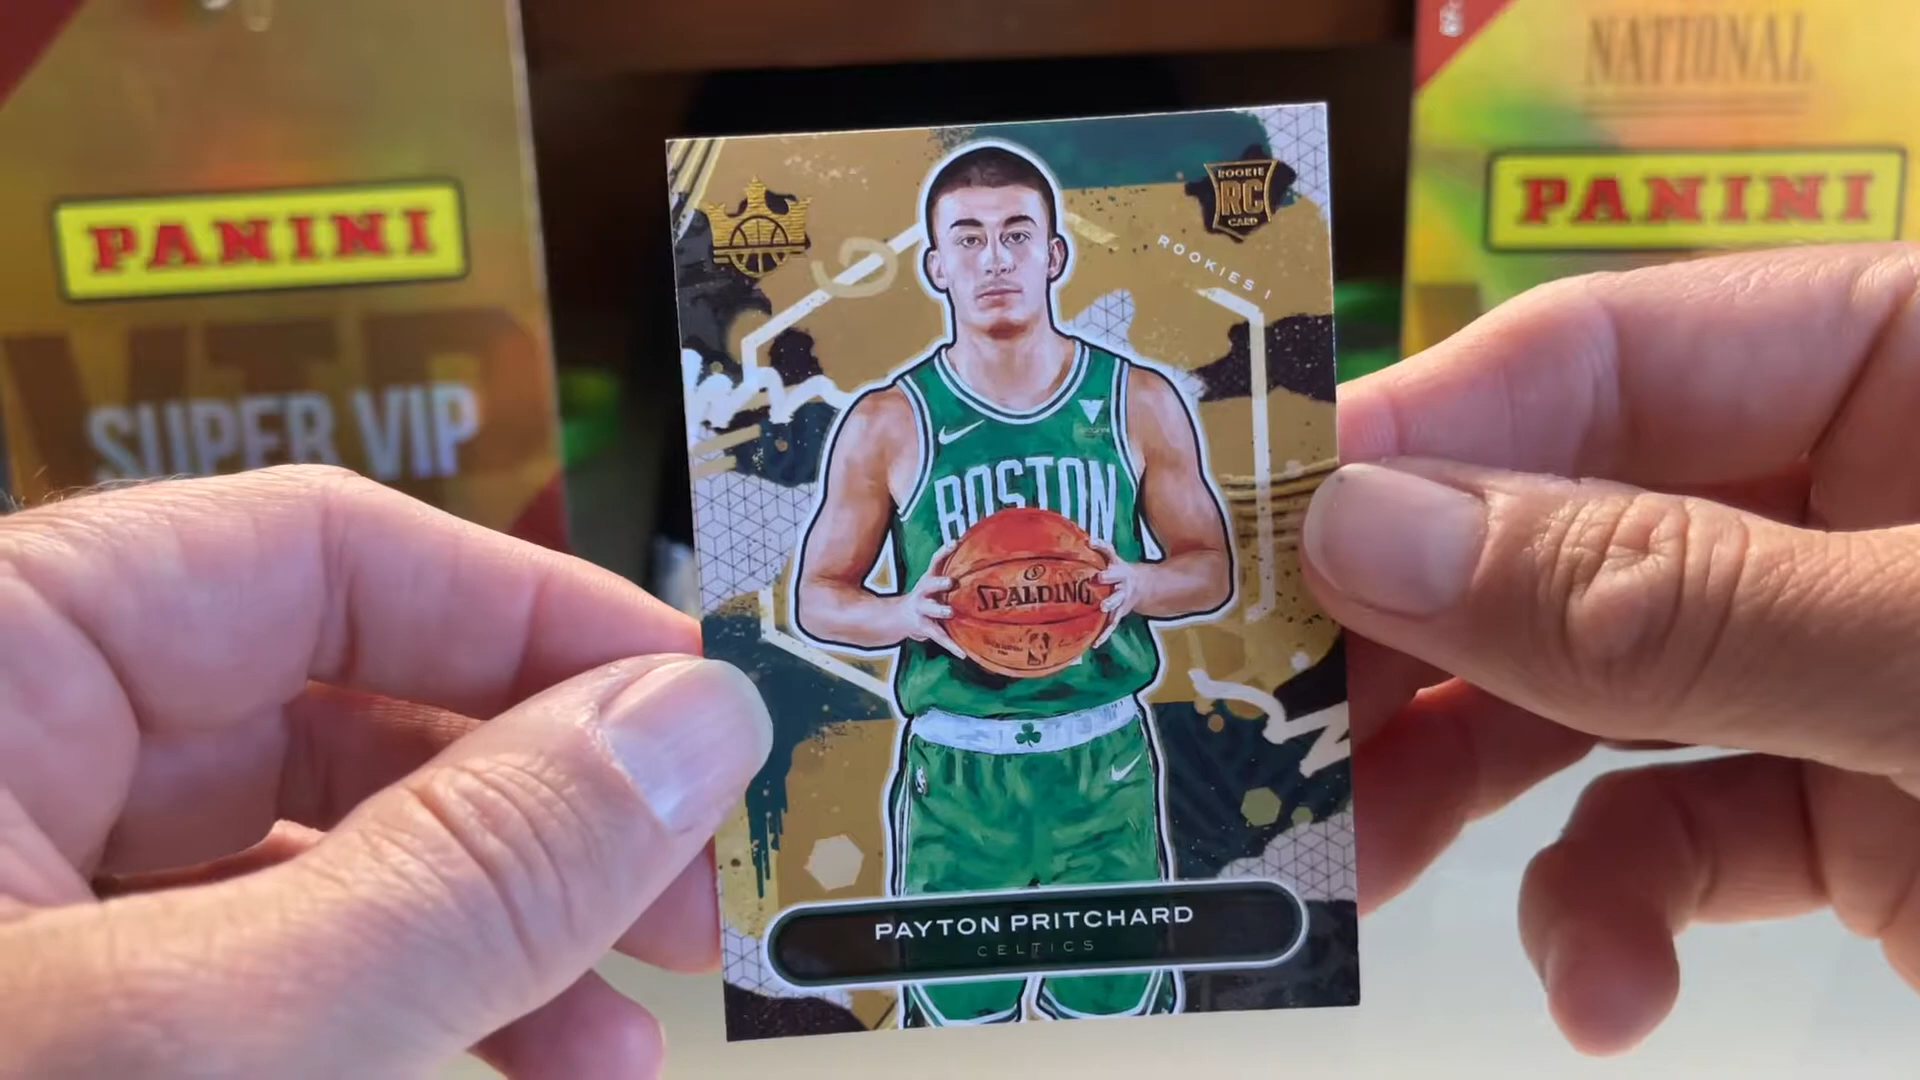 PANINI
SUPER VIP
NATIONAL
PANINI
ROOKIE
RC
CARD
ROOKIES I
BOSTON
SPALDING
PAYTON PRITCHARD
CELTICS